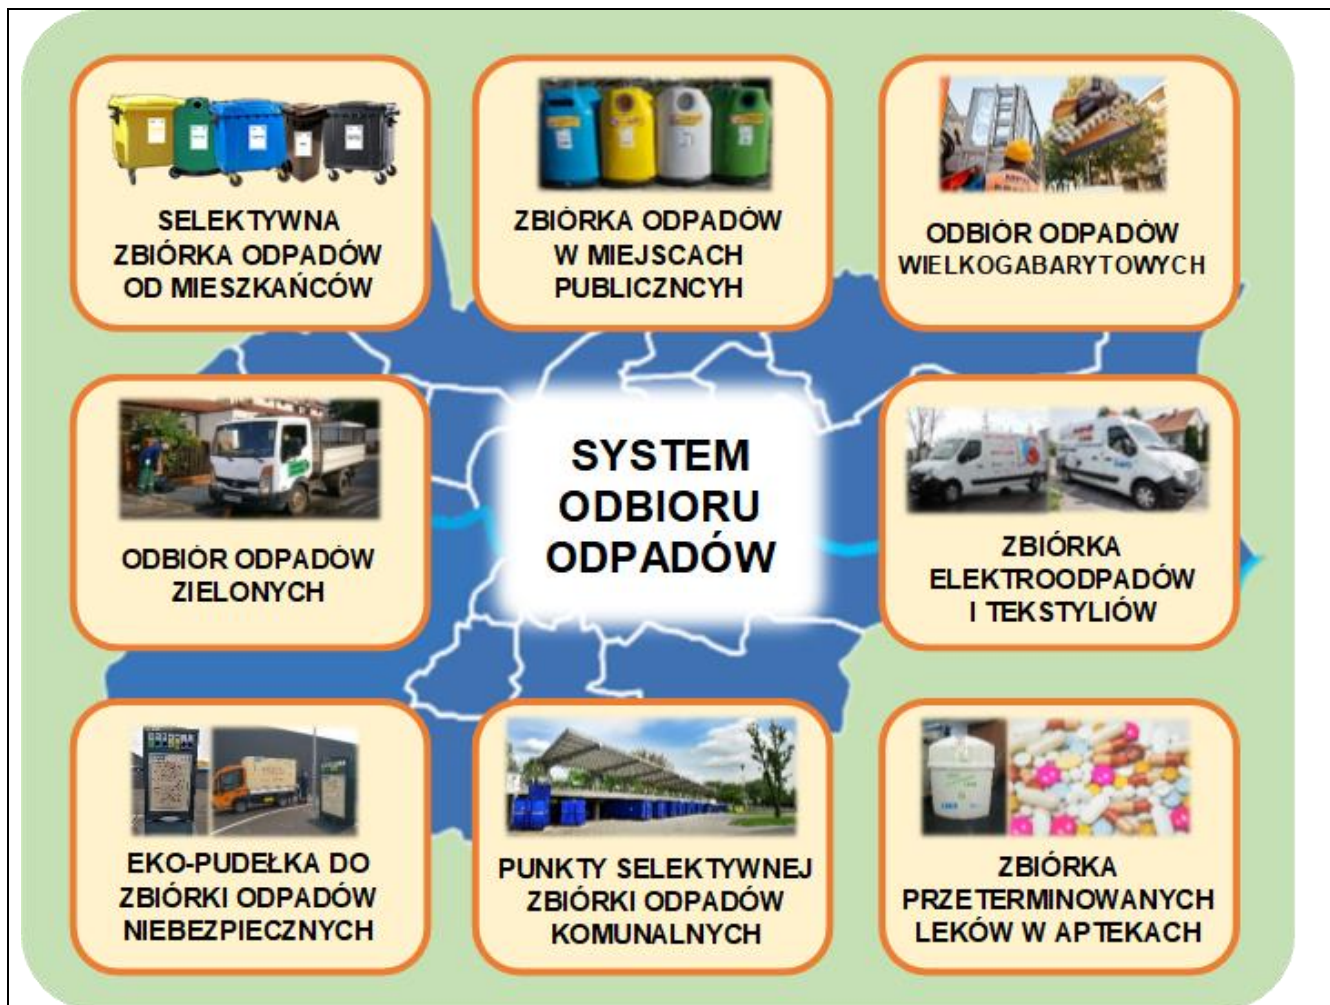 SELEKTYWNA
ZBIÓRKA ODPADÓW
OD MIESZKAŃCÓW
ZBIÓRKA ODPADÓW
W MIEJSCACH
PUBLICZNCYH
ODBIÓR ODPADÓW
WIELKOGABARYTOWYCH
ODBIÓR ODPADÓW
ZIELONYCH
SYSTEM
ODBIORU
ODPADÓW
ZBIÓRKA
ELEKTROODPADÓW
I TEKSTYLIÓW
EKO-PUDEŁKA DO
ZBIÓRKI ODPADÓW
NIEBEZPIECZNYCH
PUNKTY SELEKTYWNEJ
ZBIÓRKI ODPADÓW
KOMUNALNYCH
ZBIÓRKA
PRZETERMINOWANYCH
LEKÓW W APTEKACH